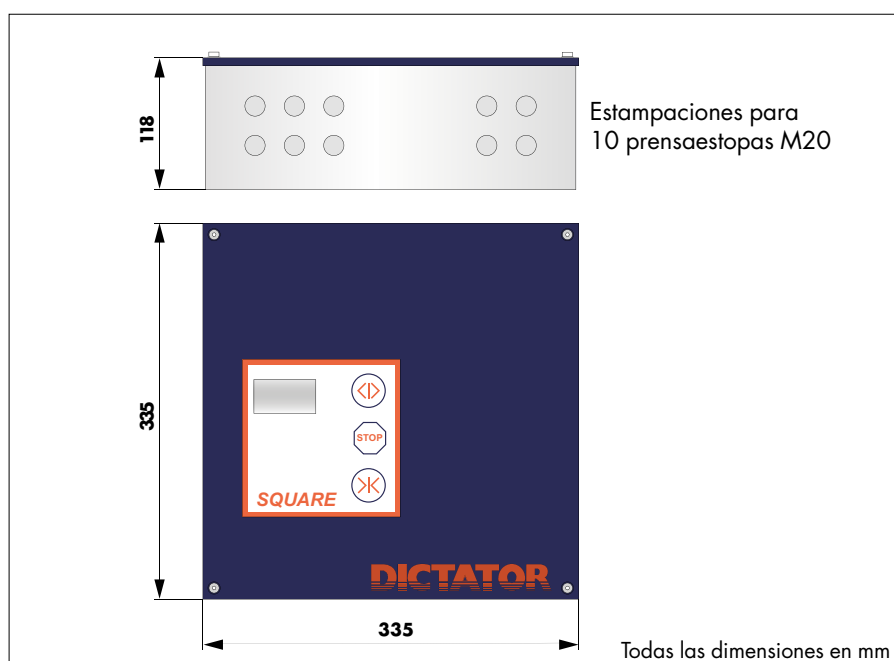 118
Estampaciones para
10 prensaestopas M20
335
STOP
SQUARE
DICTATOR
335
Todas las dimensiones en mm